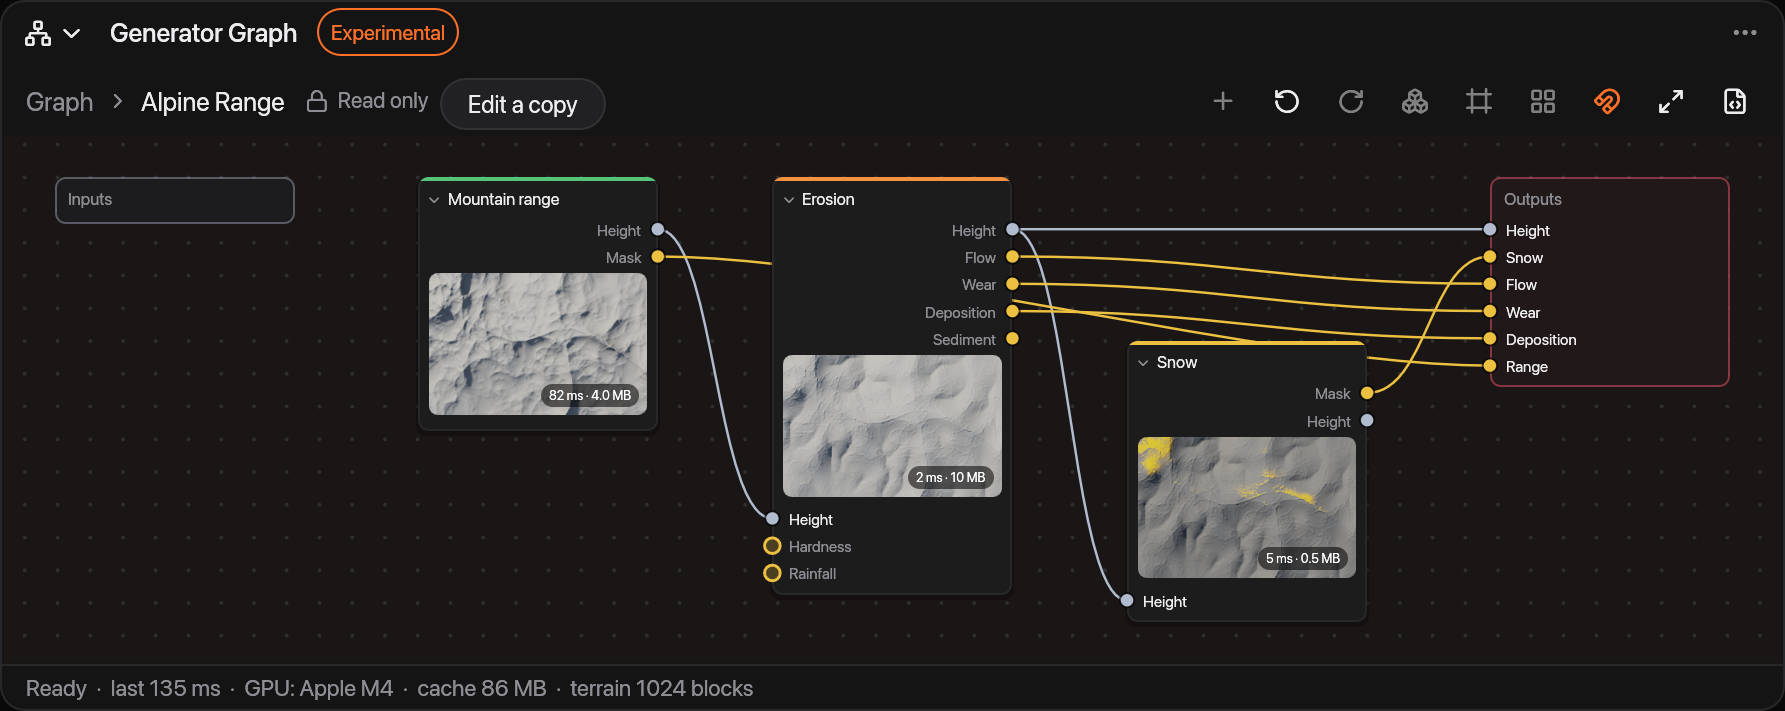 Generator Graph
Experimental
Graph
Alpine Range
Read only
Edit a copy
Inputs
Mountain range
Height
Mask
82 ms · 4.0 MB
Erosion
Height
Flow
Wear
Deposition
Sediment
2 ms · 10 MB
Height
Hardness
Rainfall
Snow
Mask
Height
5 ms · 0.5 MB
Height
Outputs
Height
Snow
Flow
Wear
Deposition
Range
Ready · last 135 ms · GPU: Apple M4 · cache 86 MB · terrain 1024 blocks